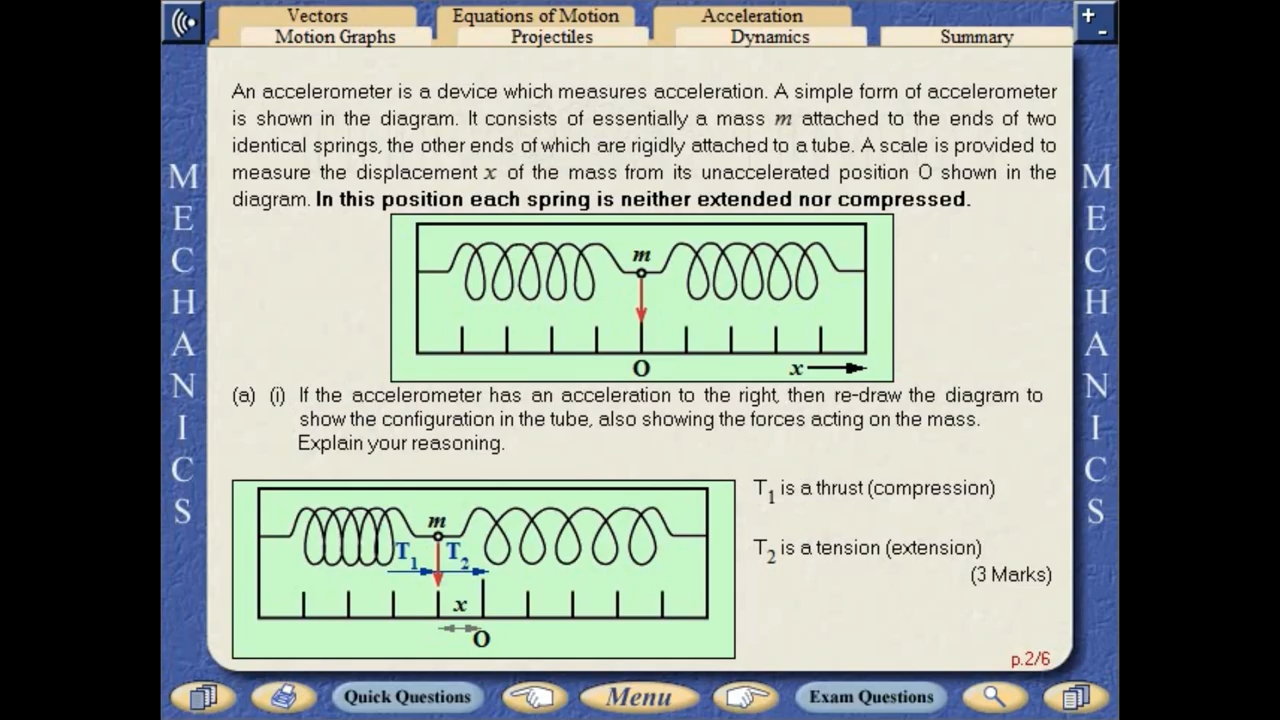 Vectors
Equations of Motion
Acceleration
Motion Graphs
Projectiles
Dynamics
Summary
+
-
MECHANICS
MECHANICS
An accelerometer is a device which measures acceleration. A simple form of accelerometer
is shown in the diagram. It consists of essentially a mass m attached to the ends of two
identical springs, the other ends of which are rigidly attached to a tube. A scale is provided to
measure the displacement x of the mass from its unaccelerated position O shown in the
diagram. In this position each spring is neither extended nor compressed.
m
O
x
(a) (i) If the accelerometer has an acceleration to the right, then re-draw the diagram to
show the configuration in the tube, also showing the forces acting on the mass.
Explain your reasoning.
m
T1 T2
x
O
T1 is a thrust (compression)
T2 is a tension (extension)
(3 Marks)
p.2/6
Quick Questions
Menu
Exam Questions